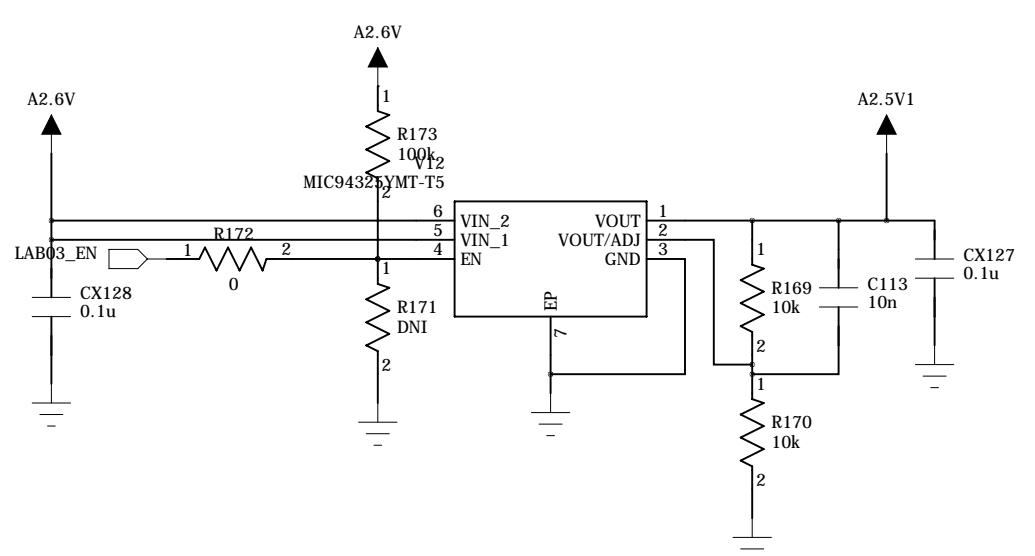 A2.6V
A2.6V
A2.5V1
1
R173
100k
2
V12
MIC94325YMT-T5
6
VIN_2
VOUT
1
5
VIN_1
VOUT/ADJ
2
4
EN
GND
3
EP
7
LAB03_EN
R172
1
2
0
CX128
0.1u
1
R171
DNI
2
1
R169
10k
2
C113
10n
CX127
0.1u
1
R170
10k
2